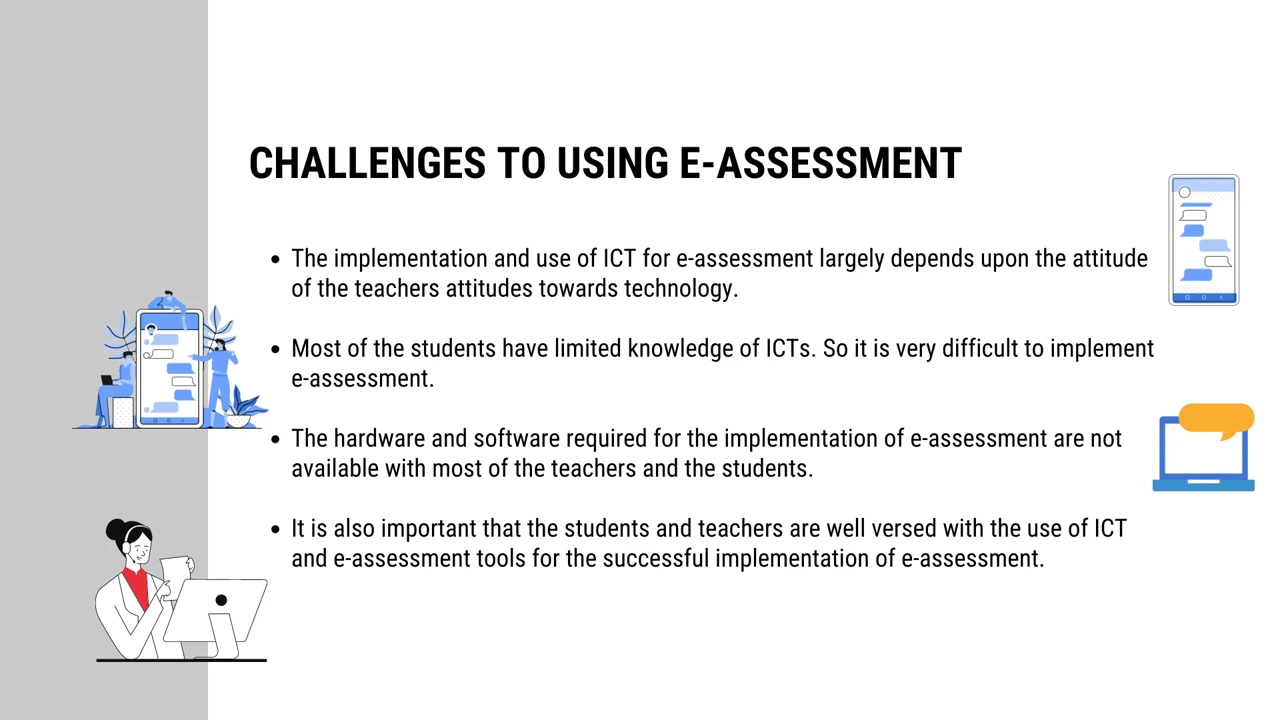 CHALLENGES TO USING E-ASSESSMENT
• The implementation and use of ICT for e-assessment largely depends upon the attitude
of the teachers attitudes towards technology.
• Most of the students have limited knowledge of ICTs. So it is very difficult to implement
e-assessment.
• The hardware and software required for the implementation of e-assessment are not
available with most of the teachers and the students.
• It is also important that the students and teachers are well versed with the use of ICT
and e-assessment tools for the successful implementation of e-assessment.